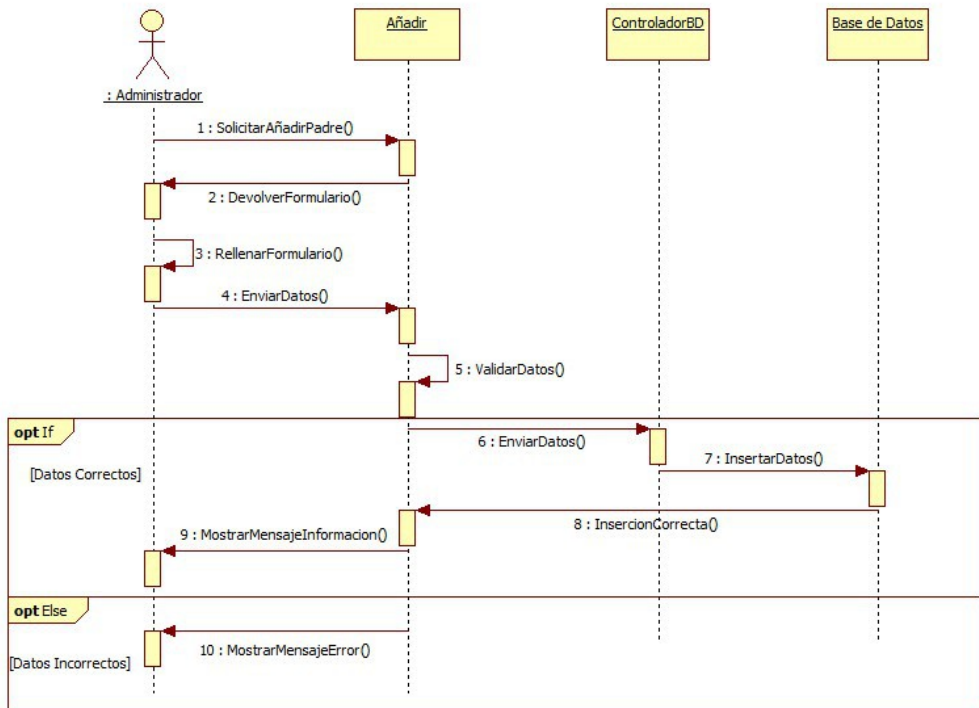 Añadir
ControladorBD
Base de Datos
: Administrador
1 : SolicitarAñadirPadre()
2 : DevolverFormulario()
3 : RellenarFormulario()
4 : EnviarDatos()
5 : ValidarDatos()
opt If
6 : EnviarDatos()
7 : InsertarDatos()
[Datos Correctos]
8 : InsercionCorrecta()
9 : MostrarMensajeInformacion()
opt Else
10 : MostrarMensajeError()
[Datos Incorrectos]